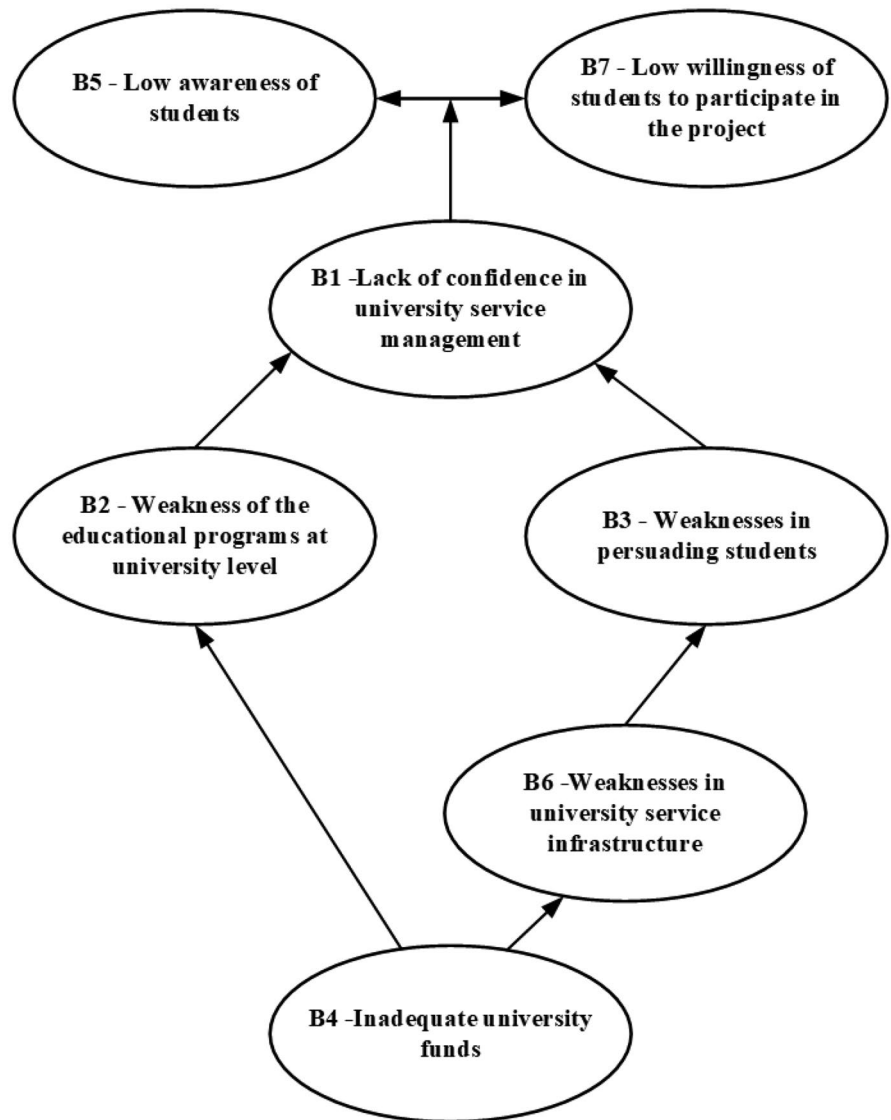 B5 - Low awareness of
students
B7 - Low willingness of
students to participate in
the project
B1 -Lack of confidence in
university service
management
B2 - Weakness of the
educational programs at
university level
B3 - Weaknesses in
persuading students
B6 -Weaknesses in
university service
infrastructure
B4 -Inadequate university
funds